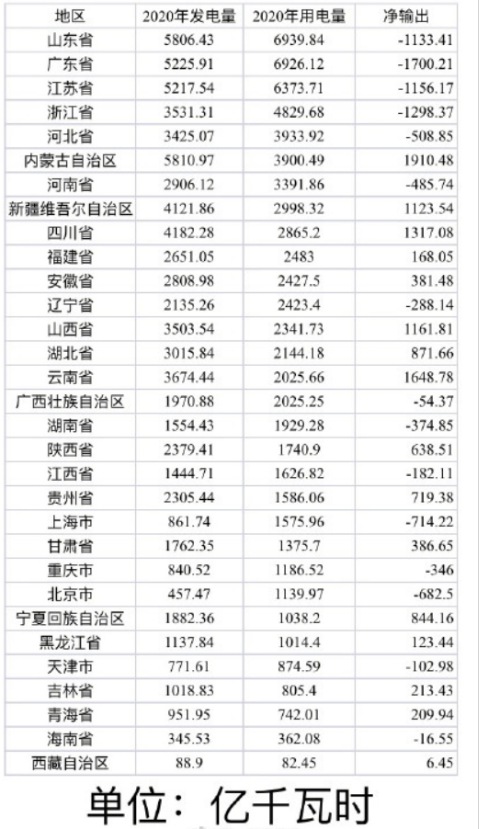 地区 2020年发电量 2020年用电量 净输出
山东省 5806.43 6939.84 -1133.41
广东省 5225.91 6926.12 -1700.21
江苏省 5217.54 6373.71 -1156.17
浙江省 3531.31 4829.68 -1298.37
河北省 3425.07 3933.92 -508.85
内蒙古自治区 5810.97 3900.49 1910.48
河南省 2906.12 3391.86 -485.74
新疆维吾尔自治区 4121.86 2998.32 1123.54
四川省 4182.28 2865.2 1317.08
福建省 2651.05 2483 168.05
安徽省 2808.98 2427.5 381.48
辽宁省 2135.26 2423.4 -288.14
山西省 3503.54 2341.73 1161.81
湖北省 3015.84 2144.18 871.66
云南省 3674.44 2025.66 1648.78
广西壮族自治区 1970.88 2025.25 -54.37
湖南省 1554.43 1929.28 -374.85
陕西省 2379.41 1740.9 638.51
江西省 1444.71 1626.82 -182.11
贵州省 2305.44 1586.06 719.38
上海市 861.74 1575.96 -714.22
甘肃省 1762.35 1375.7 386.65
重庆市 840.52 1186.52 -346
北京市 457.47 1139.97 -682.5
宁夏回族自治区 1882.36 1038.2 844.16
黑龙江省 1137.84 1014.4 123.44
天津市 771.61 874.59 -102.98
吉林省 1018.83 805.4 213.43
青海省 951.95 742.01 209.94
海南省 345.53 362.08 -16.55
西藏自治区 88.9 82.45 6.45
单位：亿千瓦时